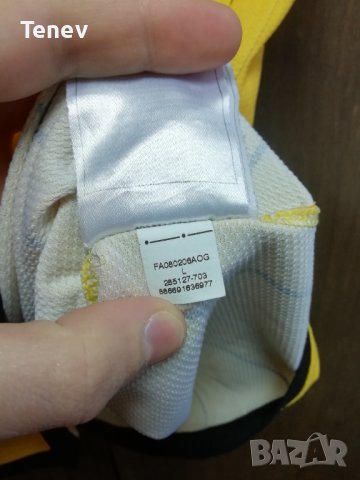 Tenev
FA080206AOG
L
285127-703
886691636977
BAZAR